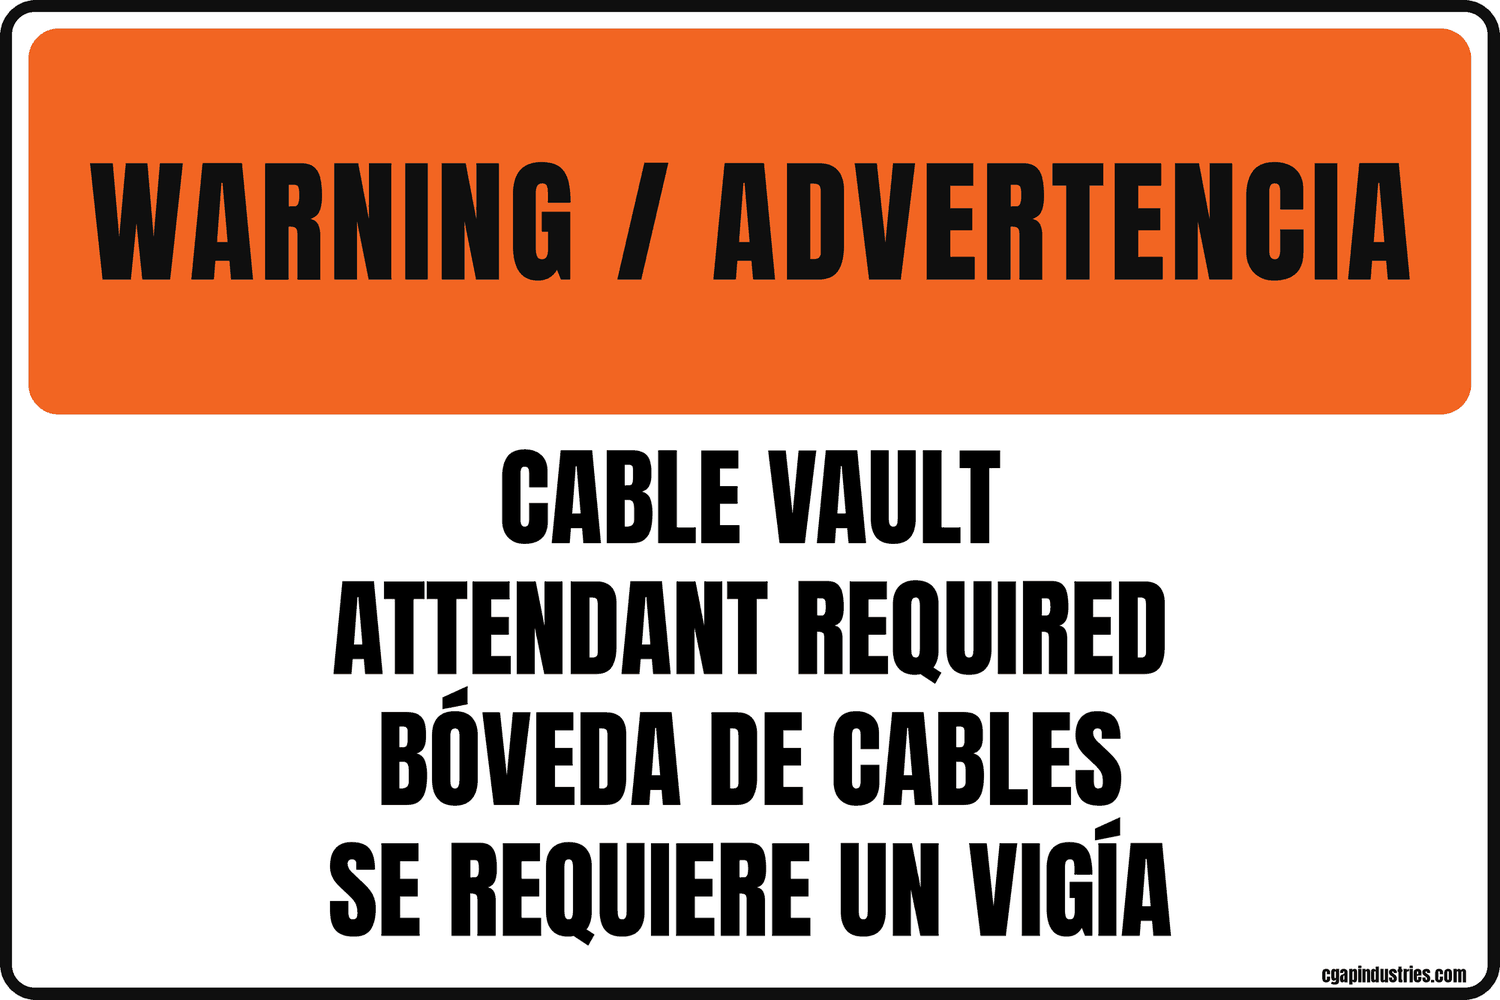 WARNING / ADVERTENCIA
CABLE VAULT
ATTENDANT REQUIRED
BÓVEDA DE CABLES
SE REQUIERE UN VIGÍA
cgapindustries.com